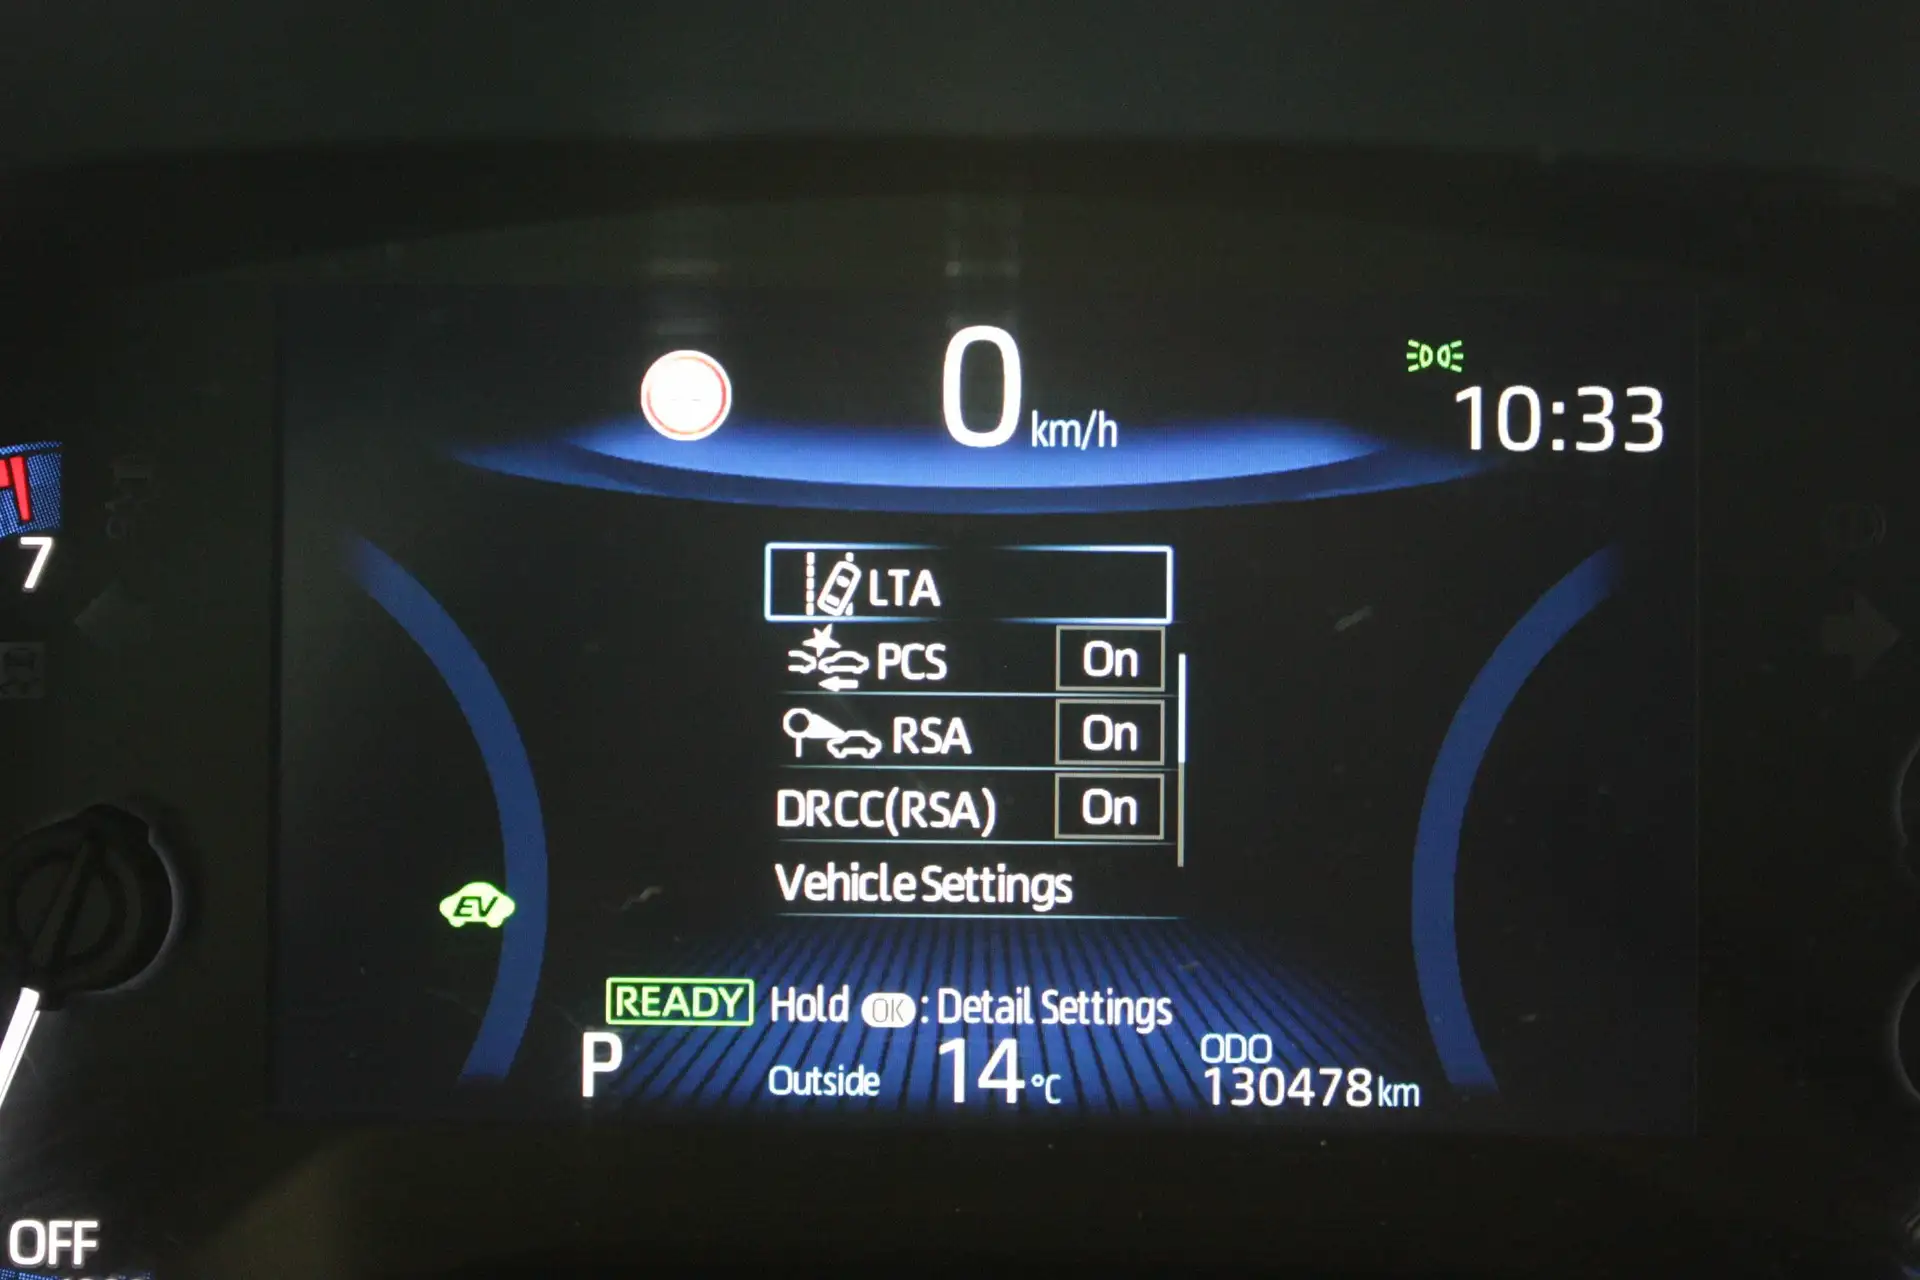 0 km/h
10:33
7
LTA
PCS On
RSA On
DRCC(RSA) On
Vehicle Settings
EV
READY Hold OK : Detail Settings
P Outside 14 °C
ODO
130478 km
OFF